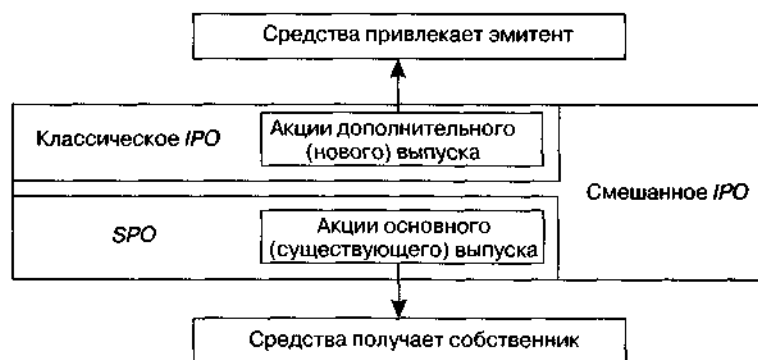 Средства привлекает эмитент
Классическое IPO
Акции дополнительного
(нового) выпуска
Смешанное IPO
SPO
Акции основного
(существующего) выпуска
Средства получает собственник